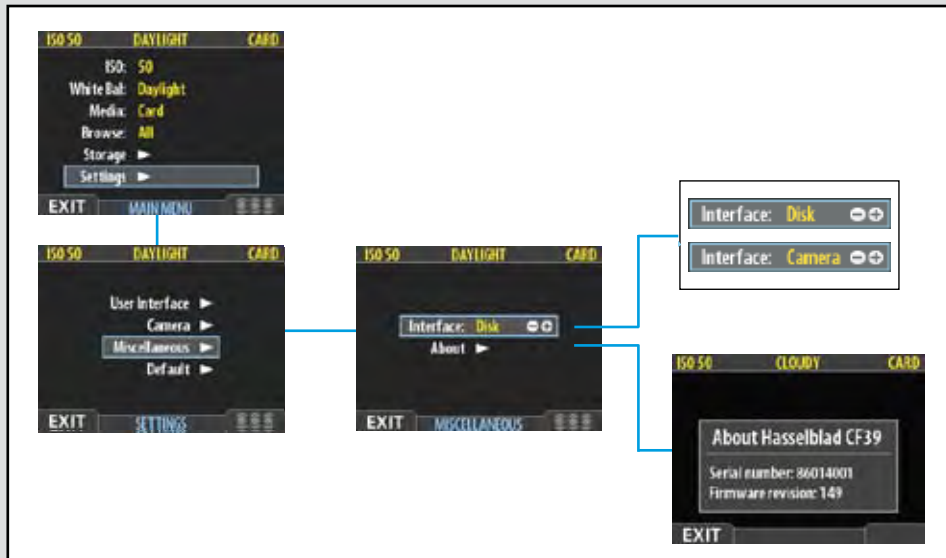 ISO 50 DAYLIGHT CARD
ISO: 50
White Bal: Daylight
Media: Card
Browse: All
Storage
Settings
EXIT MAIN MENU
ISO 50 DAYLIGHT CARD
User Interface
Camera
Miscellaneous
Default
EXIT SETTINGS
ISO 50 DAYLIGHT CARD
Interface: Disk
About
EXIT MISCELLANEOUS
Interface: Disk
Interface: Camera
ISO 50 CLOUDY CARD
About Hasselblad CF39
Serial number: 86014001
Firmware revision: 149
EXIT